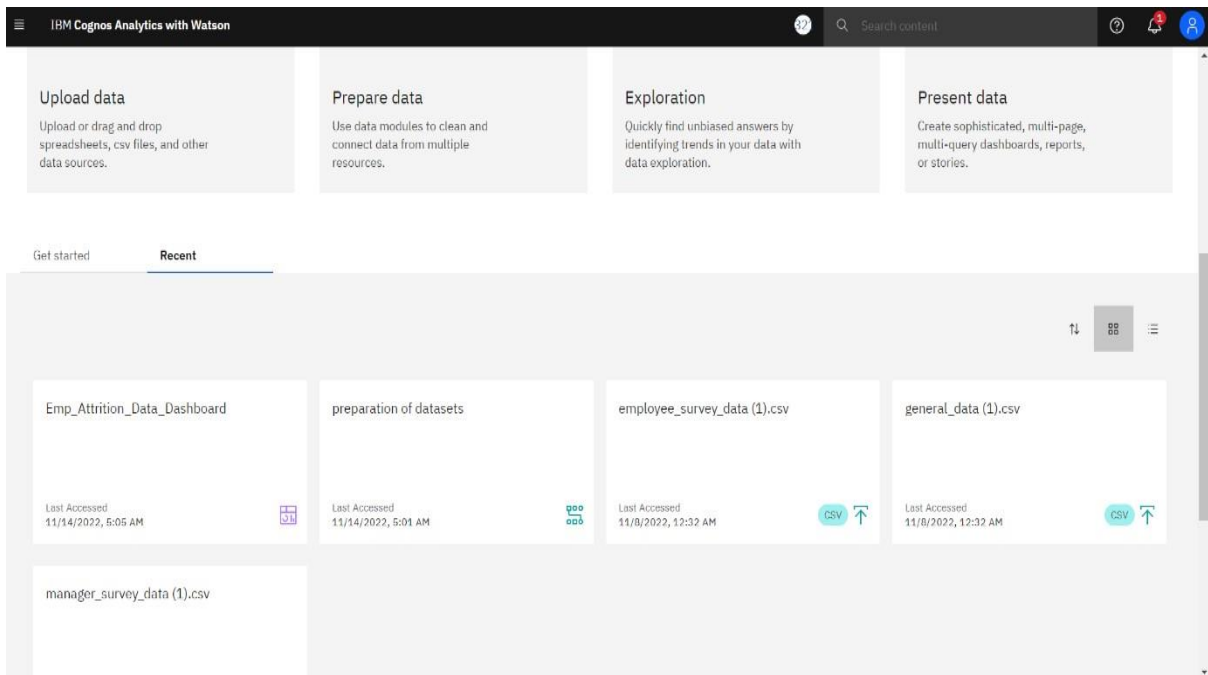 IBM Cognos Analytics with Watson
32
Search content
1
Upload data
Upload or drag and drop
spreadsheets, csv files, and other
data sources.
Prepare data
Use data modules to clean and
connect data from multiple
resources.
Exploration
Quickly find unbiased answers by
identifying trends in your data with
data exploration.
Present data
Create sophisticated, multi-page,
multi-query dashboards, reports,
or stories.
Get started
Recent
Emp_Attrition_Data_Dashboard
Last Accessed
11/14/2022, 5:05 AM
preparation of datasets
Last Accessed
11/14/2022, 5:01 AM
employee_survey_data (1).csv
Last Accessed
11/8/2022, 12:32 AM
CSV
general_data (1).csv
Last Accessed
11/8/2022, 12:32 AM
CSV
manager_survey_data (1).csv